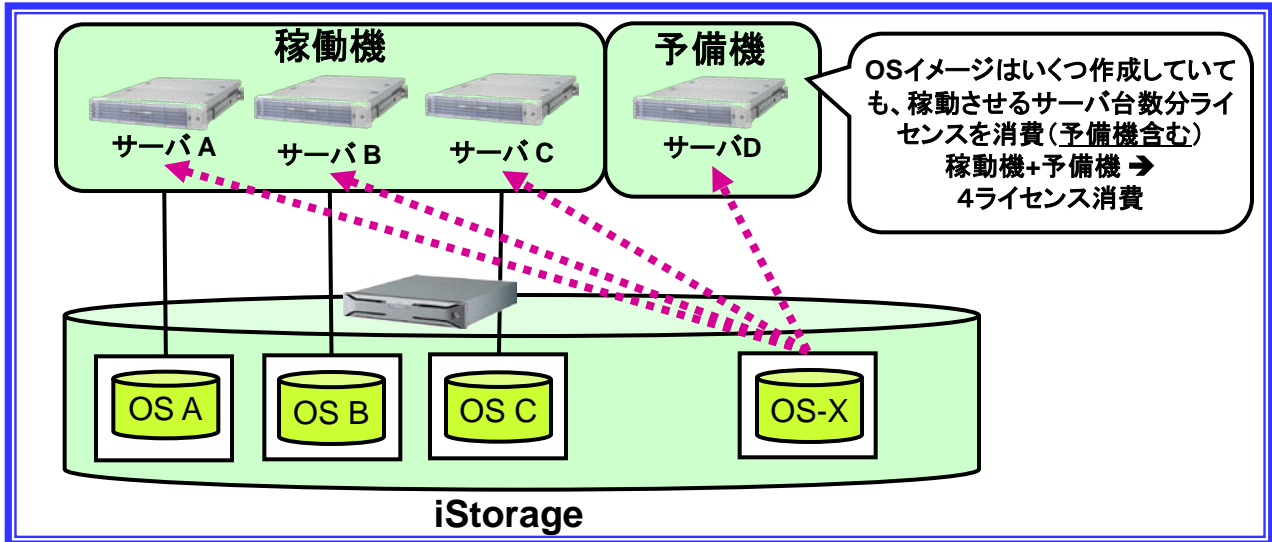 稼働機
予備機
サーバ A
サーバ B
サーバ C
サーバD
OSイメージはいくつ作成していて
も、稼動させるサーバ台数分ライ
センスを消費（予備機含む）
稼動機+予備機 ➔
4ライセンス消費
OS A
OS B
OS C
OS-X
iStorage